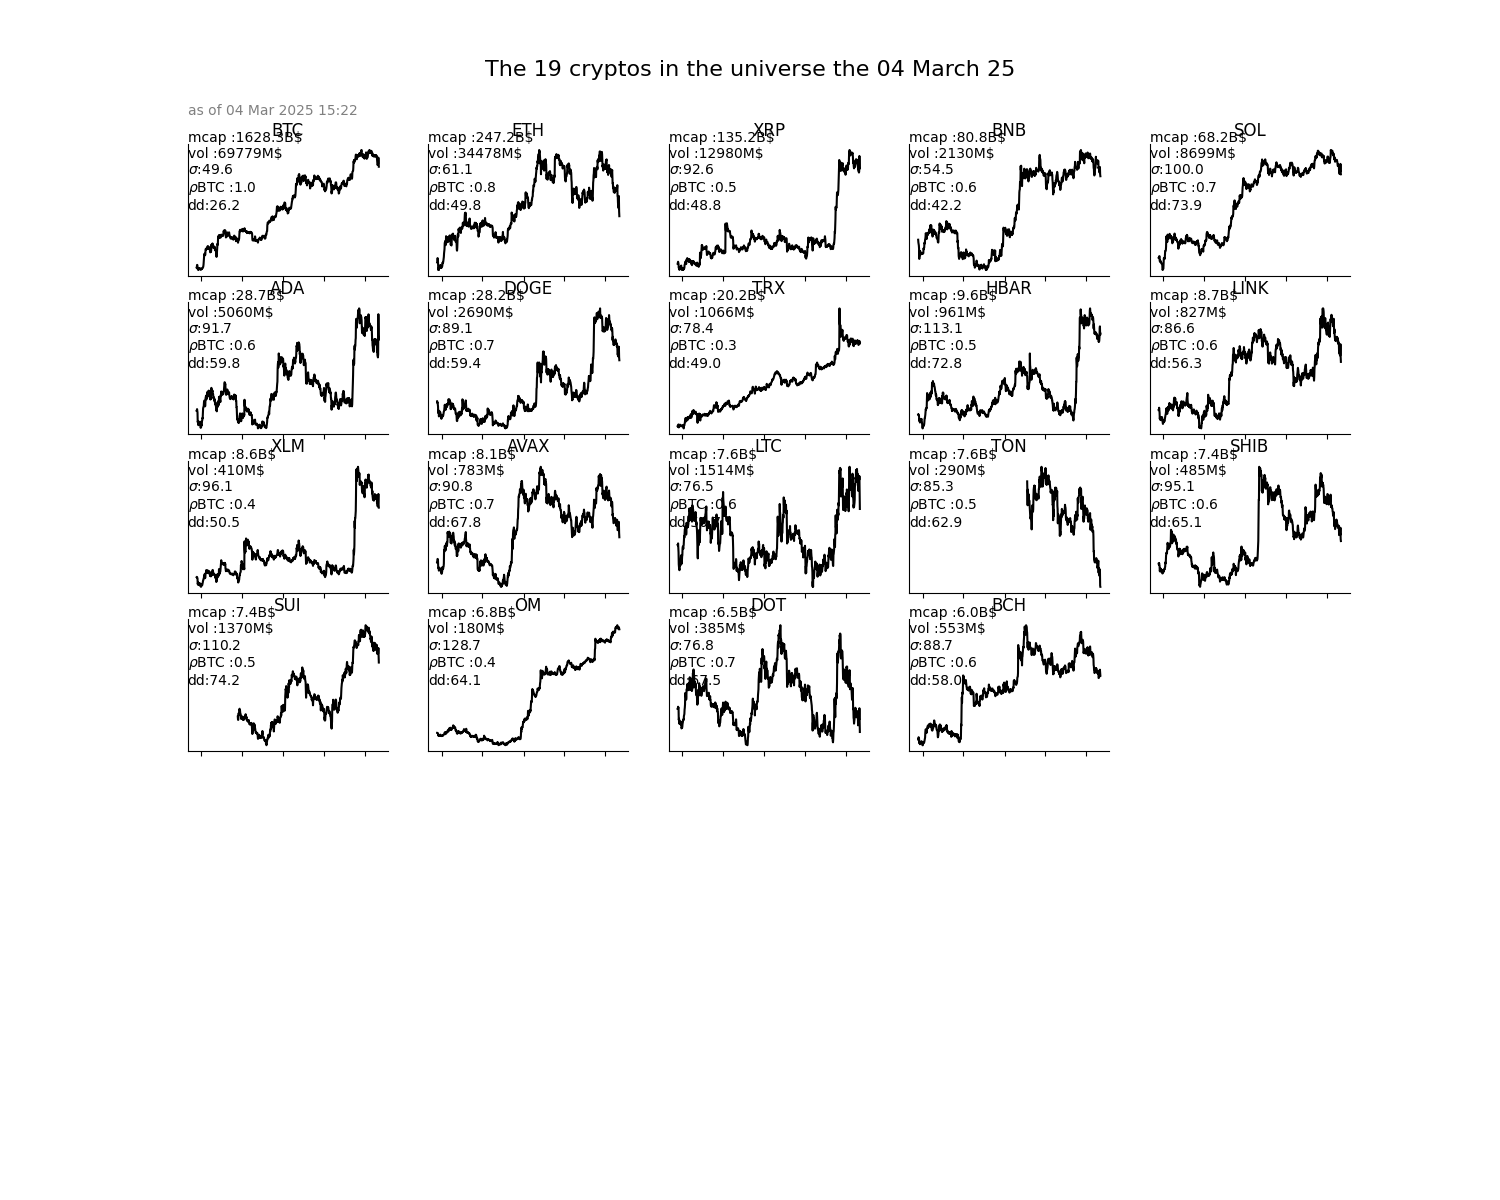 The 19 cryptos in the universe the 04 March 25
as of 04 Mar 2025 15:22
BTC
mcap :1628.3B$
vol :69779M$
σ:49.6
ρBTC :1.0
dd:26.2
ETH
mcap :247.2B$
vol :34478M$
σ:61.1
ρBTC :0.8
dd:49.8
XRP
mcap :135.2B$
vol :12980M$
σ:92.6
ρBTC :0.5
dd:48.8
BNB
mcap :80.8B$
vol :2130M$
σ:54.5
ρBTC :0.6
dd:42.2
SOL
mcap :68.2B$
vol :8699M$
σ:100.0
ρBTC :0.7
dd:73.9
ADA
mcap :28.7B$
vol :5060M$
σ:91.7
ρBTC :0.6
dd:59.8
DOGE
mcap :28.2B$
vol :2690M$
σ:89.1
ρBTC :0.7
dd:59.4
TRX
mcap :20.2B$
vol :1066M$
σ:78.4
ρBTC :0.3
dd:49.0
HBAR
mcap :9.6B$
vol :961M$
σ:113.1
ρBTC :0.5
dd:72.8
LINK
mcap :8.7B$
vol :827M$
σ:86.6
ρBTC :0.6
dd:56.3
XLM
mcap :8.6B$
vol :410M$
σ:96.1
ρBTC :0.4
dd:50.5
AVAX
mcap :8.1B$
vol :783M$
σ:90.8
ρBTC :0.7
dd:67.8
LTC
mcap :7.6B$
vol :1514M$
σ:76.5
ρBTC :0.6
TON
mcap :7.6B$
vol :290M$
σ:85.3
ρBTC :0.5
dd:62.9
SHIB
mcap :7.4B$
vol :485M$
σ:95.1
ρBTC :0.6
dd:65.1
SUI
mcap :7.4B$
vol :1370M$
σ:110.2
ρBTC :0.5
dd:74.2
OM
mcap :6.8B$
vol :180M$
σ:128.7
ρBTC :0.4
dd:64.1
DOT
mcap :6.5B$
vol :385M$
σ:76.8
ρBTC :0.7
dd:67.5
BCH
mcap :6.0B$
vol :553M$
σ:88.7
ρBTC :0.6
dd:58.0